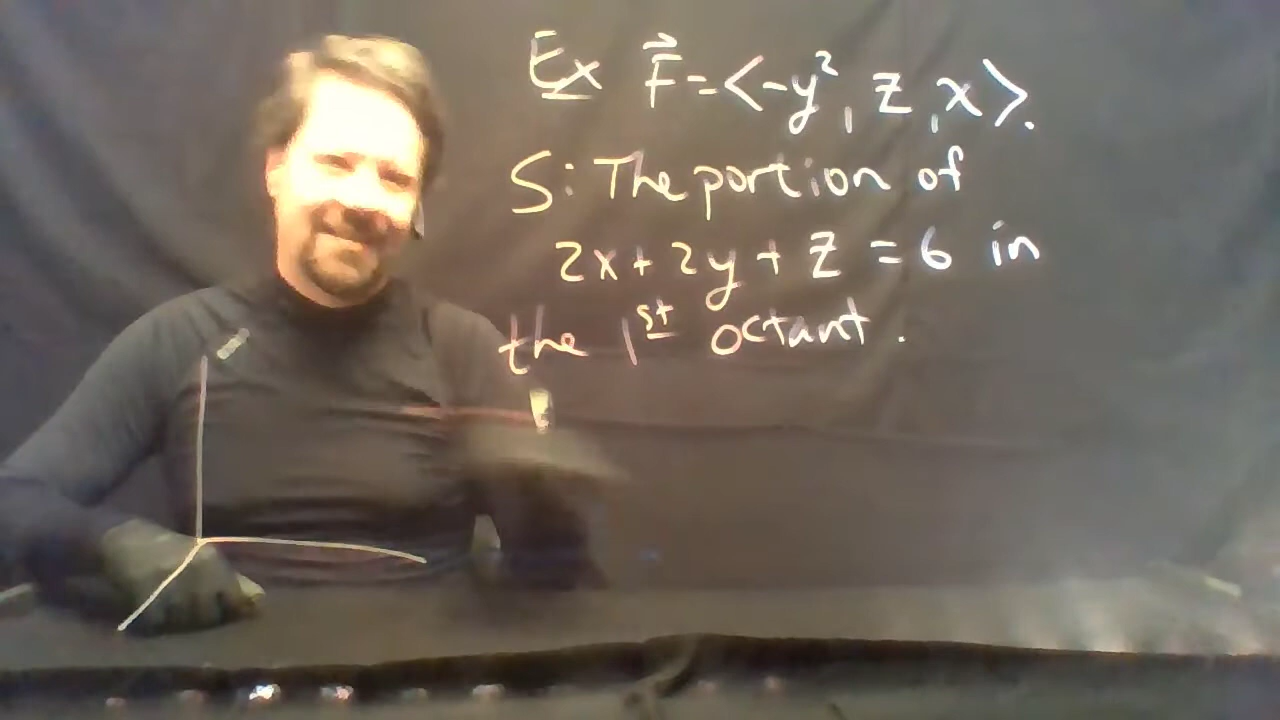 Ex F⃗ = <-y², z, x>.
S: The portion of
2x + 2y + z = 6 in
the 1st octant.